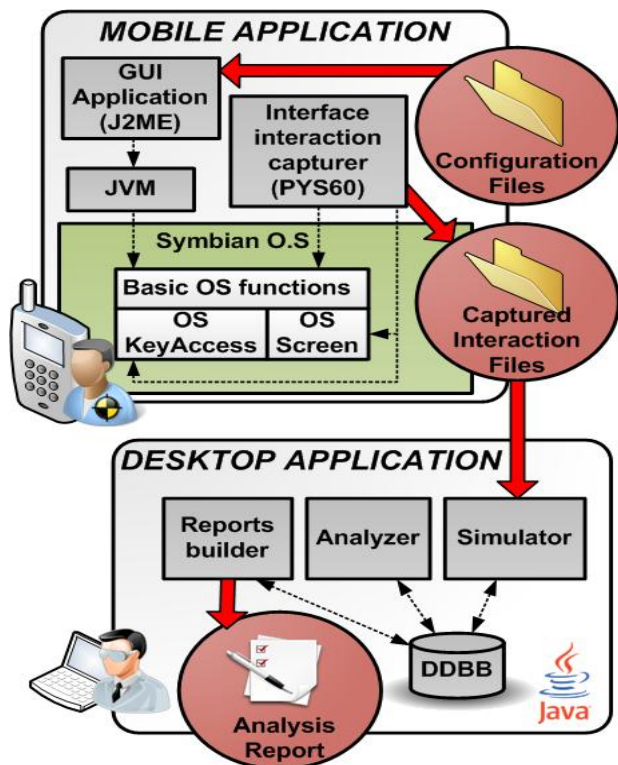 MOBILE APPLICATION
GUI
Application
(J2ME)
Interface
interaction
capturer
(PYS60)
Configuration
Files
JVM
Symbian O.S
Basic OS functions
OS
KeyAccess
OS
Screen
Captured
Interaction
Files
DESKTOP APPLICATION
Reports
builder
Analyzer
Simulator
DDBB
Analysis
Report
Java